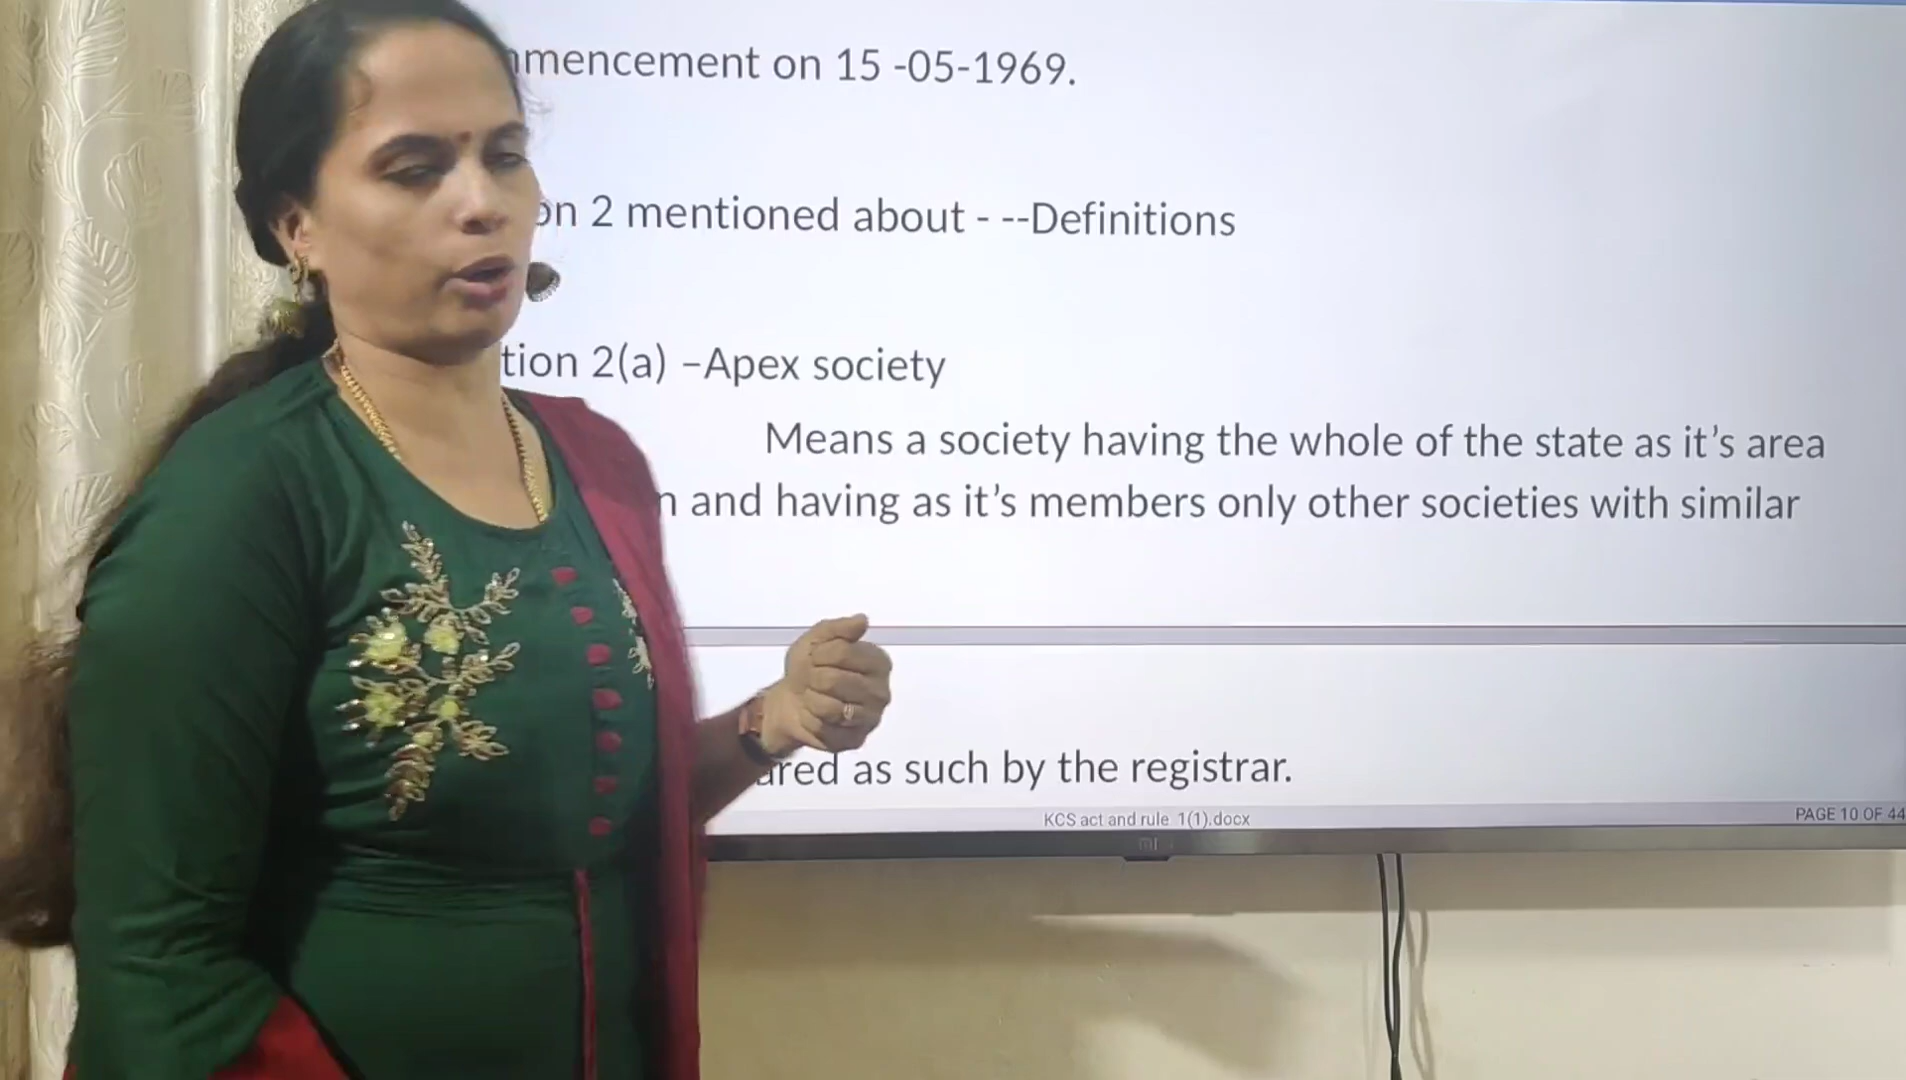 mmencement on 15 -05-1969.
on 2 mentioned about - --Definitions
tion 2(a) –Apex society
Means a society having the whole of the state as it’s area
n and having as it’s members only other societies with similar
ared as such by the registrar.
KCS act and rule 1(1).docx
PAGE 10 OF 44
mi